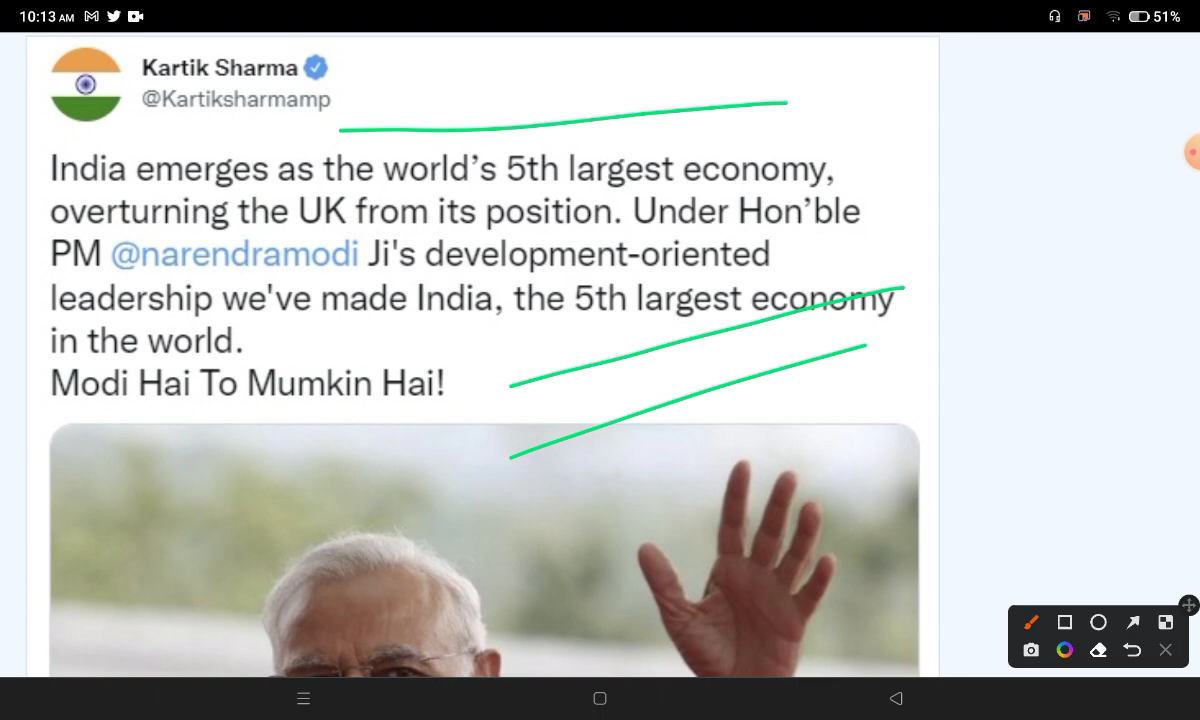 10:13 AM
51%
Kartik Sharma
@Kartiksharmamp
India emerges as the world’s 5th largest economy,
overturning the UK from its position. Under Hon’ble
PM @narendramodi Ji's development-oriented
leadership we've made India, the 5th largest economy
in the world.
Modi Hai To Mumkin Hai!